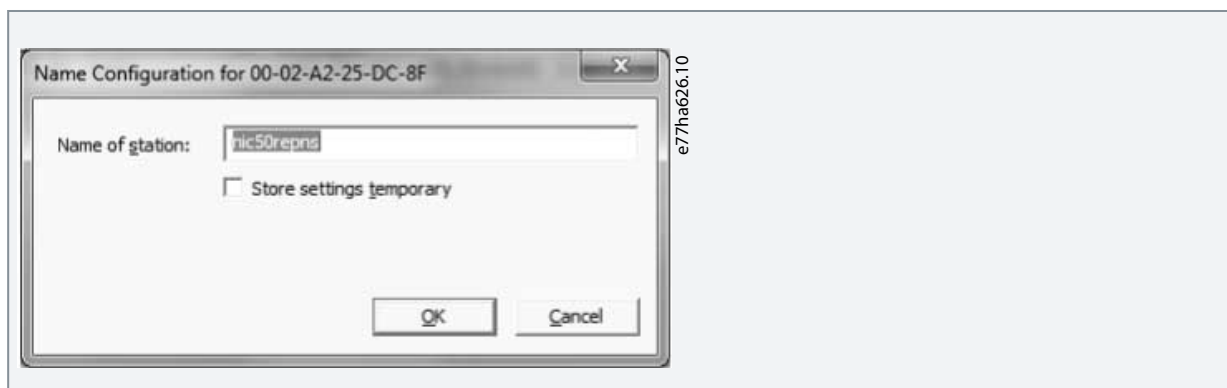 Name Configuration for 00-02-A2-25-DC-8F
Name of station:
nic50repns
Store settings temporary
OK
Cancel
e77ha626.10